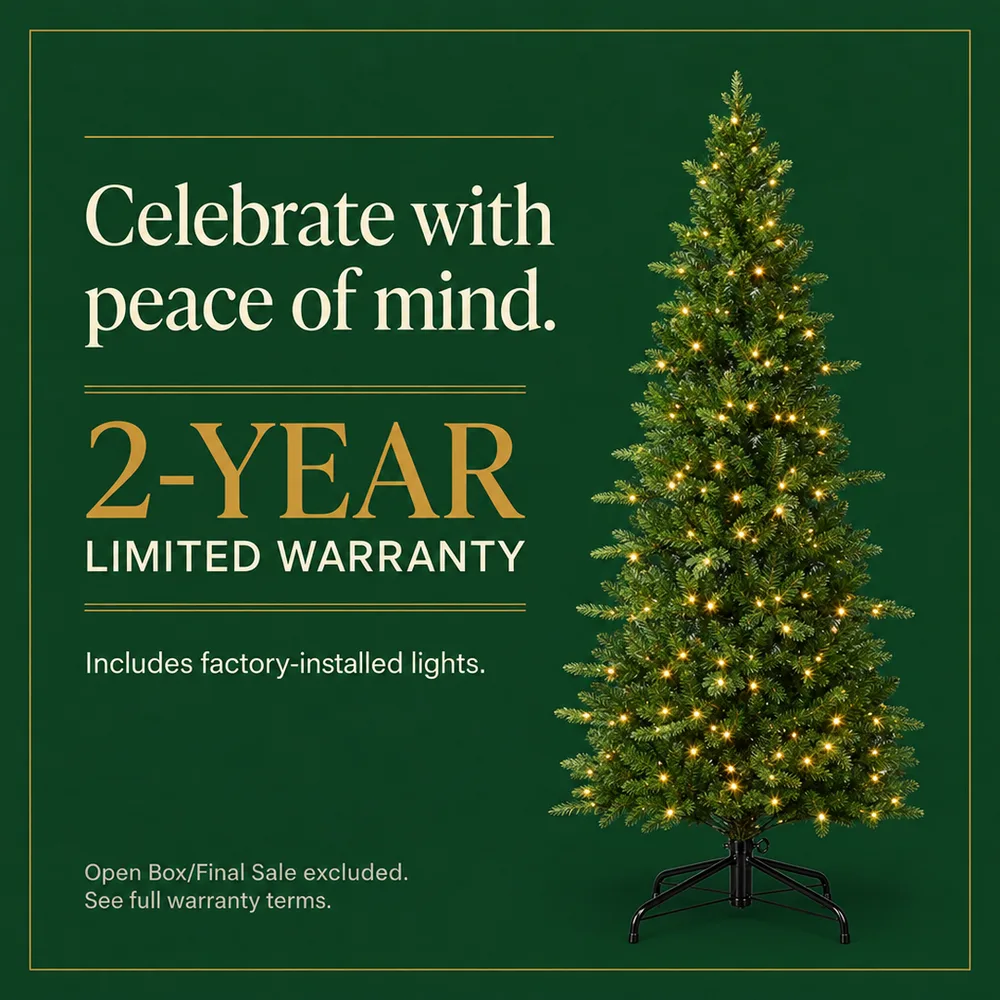 Celebrate with
peace of mind.
2-YEAR
LIMITED WARRANTY
Includes factory-installed lights.
Open Box/Final Sale excluded.
See full warranty terms.